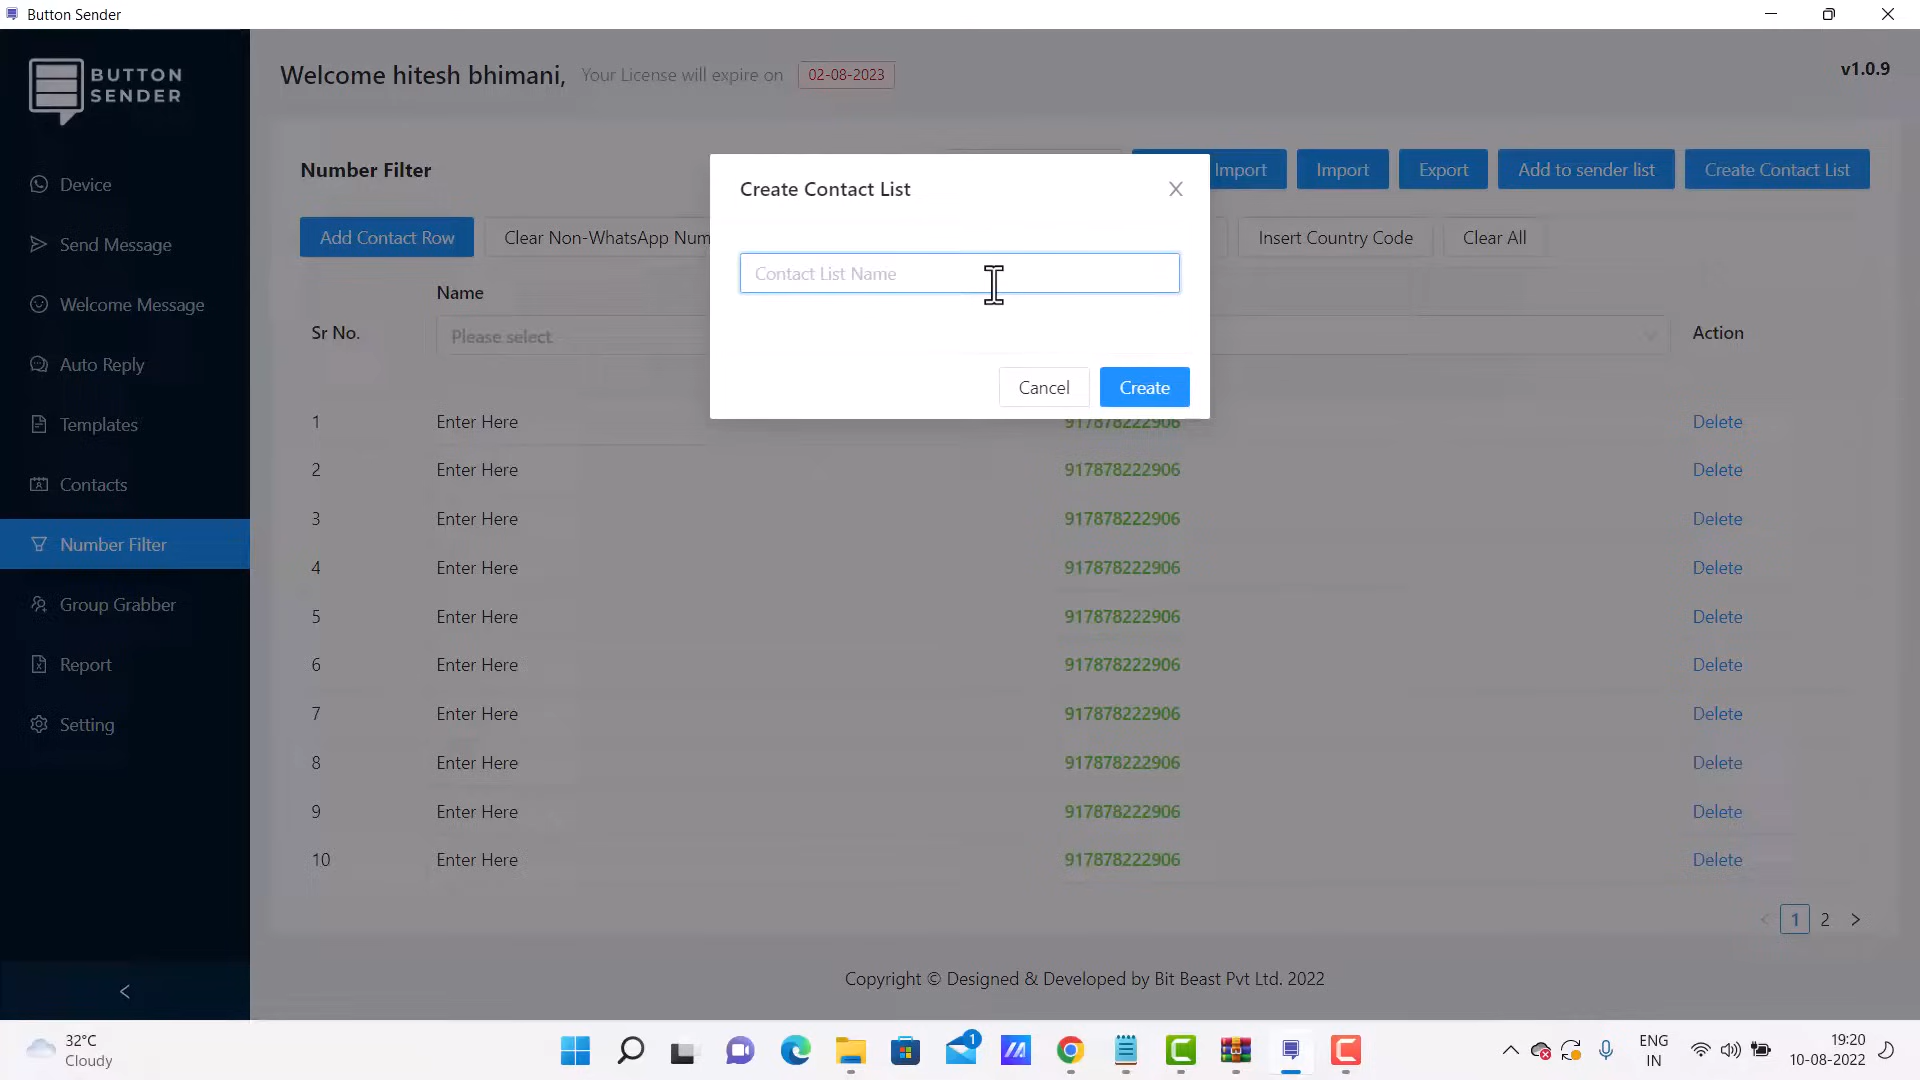 Button Sender
BUTTON
SENDER
Welcome hitesh bhimani, Your License will expire on 02-08-2023
v1.0.9
Device
Send Message
Welcome Message
Auto Reply
Templates
Contacts
Number Filter
Group Grabber
Report
Setting
Number Filter
Import
Import
Export
Add to sender list
Create Contact List
Add Contact Row
Clear Non-WhatsApp Num
Insert Country Code
Clear All
Create Contact List
Contact List Name
Cancel
Create
Sr No.
Name
Please select
Action
1 Enter Here 917878222906 Delete
2 Enter Here 917878222906 Delete
3 Enter Here 917878222906 Delete
4 Enter Here 917878222906 Delete
5 Enter Here 917878222906 Delete
6 Enter Here 917878222906 Delete
7 Enter Here 917878222906 Delete
8 Enter Here 917878222906 Delete
9 Enter Here 917878222906 Delete
10 Enter Here 917878222906 Delete
1 2
Copyright © Designed & Developed by Bit Beast Pvt Ltd. 2022
32°C
Cloudy
1
ENG
IN
19:20
10-08-2022